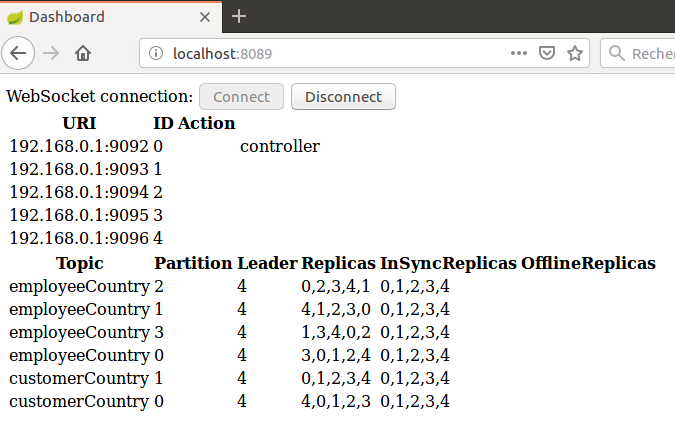 Dashboard
localhost:8089
Recher
WebSocket connection: Connect Disconnect
URI ID Action
192.168.0.1:9092 0 controller
192.168.0.1:9093 1
192.168.0.1:9094 2
192.168.0.1:9095 3
192.168.0.1:9096 4
Topic Partition Leader Replicas InSyncReplicas OfflineReplicas
employeeCountry 2 4 0,2,3,4,1 0,1,2,3,4
employeeCountry 1 4 4,1,2,3,0 0,1,2,3,4
employeeCountry 3 4 1,3,4,0,2 0,1,2,3,4
employeeCountry 0 4 3,0,1,2,4 0,1,2,3,4
customerCountry 1 4 0,1,2,3,4 0,1,2,3,4
customerCountry 0 4 4,0,1,2,3 0,1,2,3,4